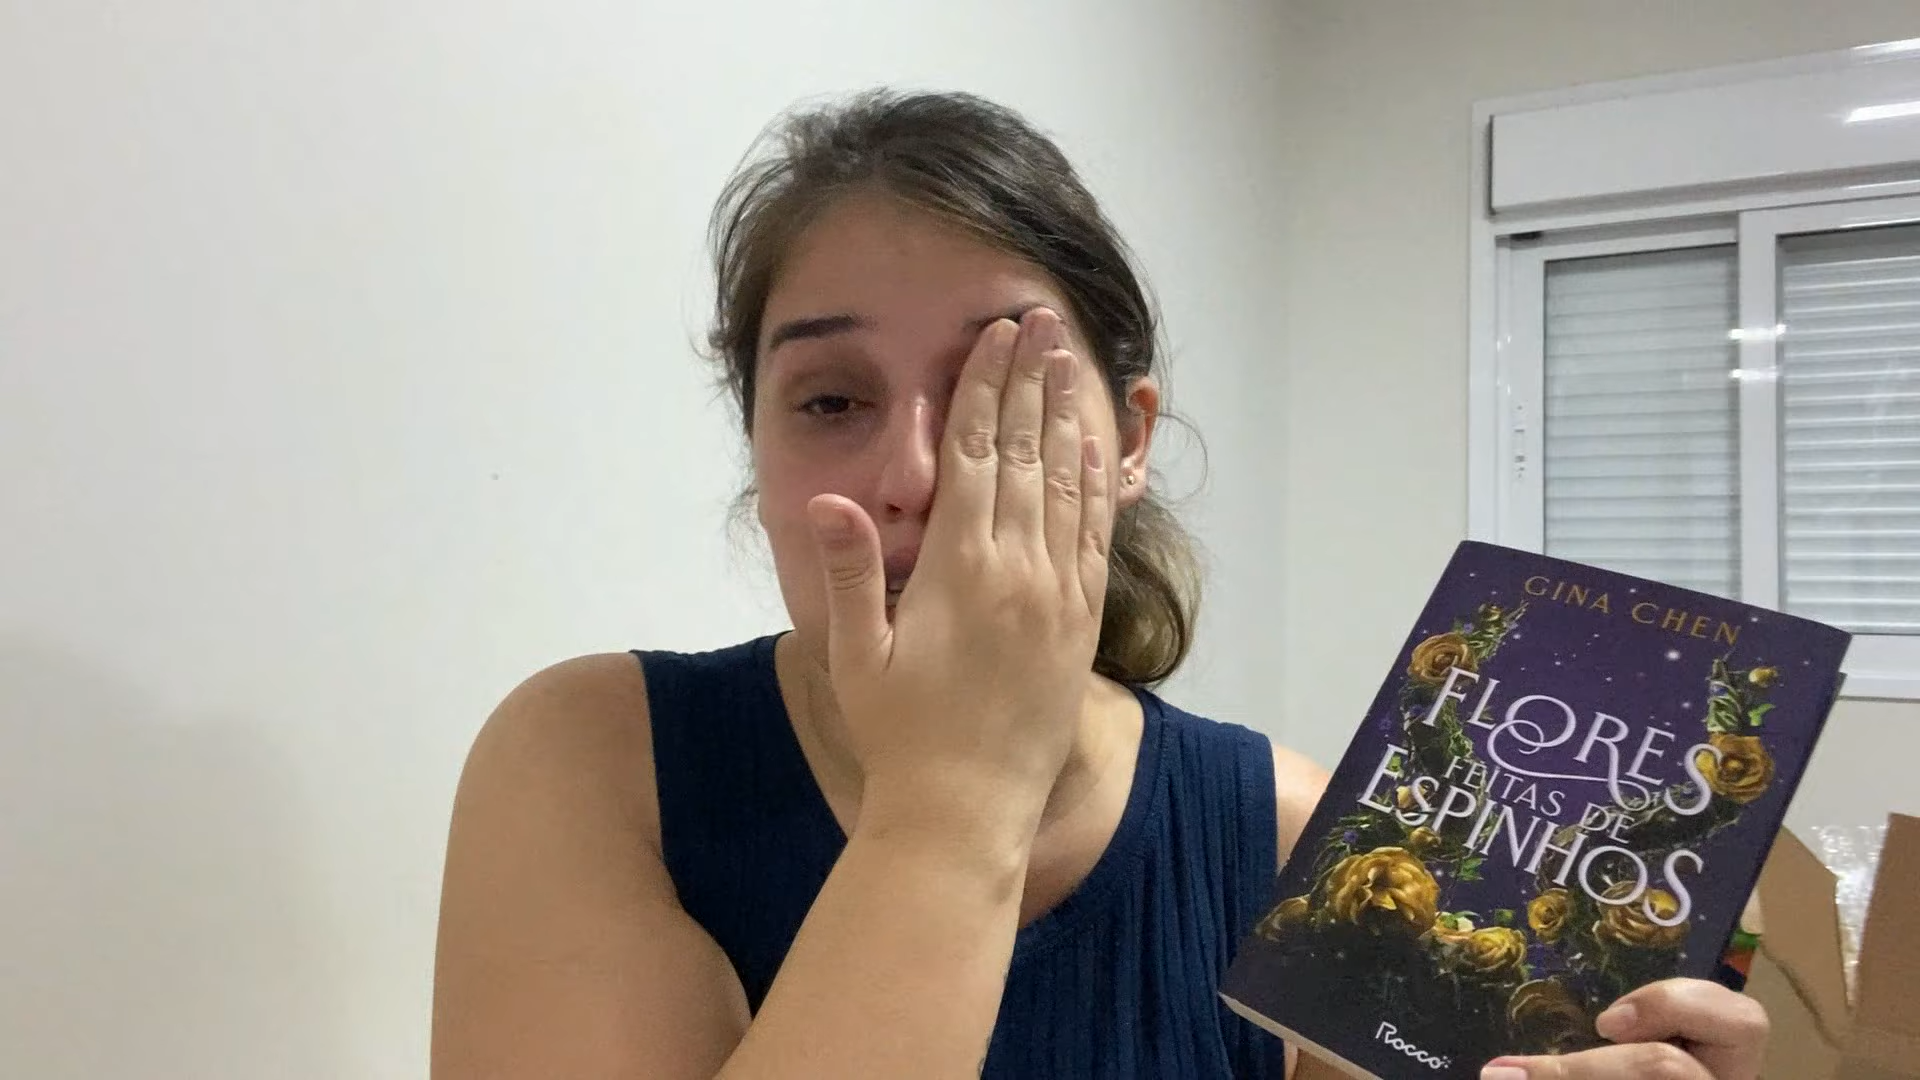 GINA CHEN
FLORES
FEITAS DE
ESPINHOS
Rocco